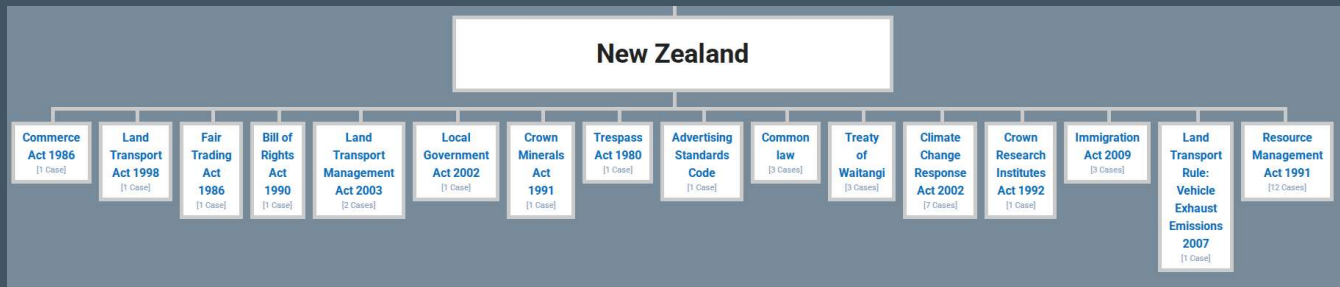 New Zealand
Commerce
Act 1986
[1 Case]
Land
Transport
Act 1998
[1 Case]
Fair
Trading
Act
1986
[1 Case]
Bill of
Rights
Act
1990
[1 Case]
Land
Transport
Management
Act 2003
[2 Cases]
Local
Government
Act 2002
[1 Case]
Crown
Minerals
Act
1991
[1 Case]
Trespass
Act 1980
[1 Case]
Advertising
Standards
Code
[1 Case]
Common
law
[3 Cases]
Treaty
of
Waitangi
[3 Cases]
Climate
Change
Response
Act 2002
[7 Cases]
Crown
Research
Institutes
Act 1992
[1 Case]
Immigration
Act 2009
[3 Cases]
Land
Transport
Rule:
Vehicle
Exhaust
Emissions
2007
[1 Case]
Resource
Management
Act 1991
[12 Cases]